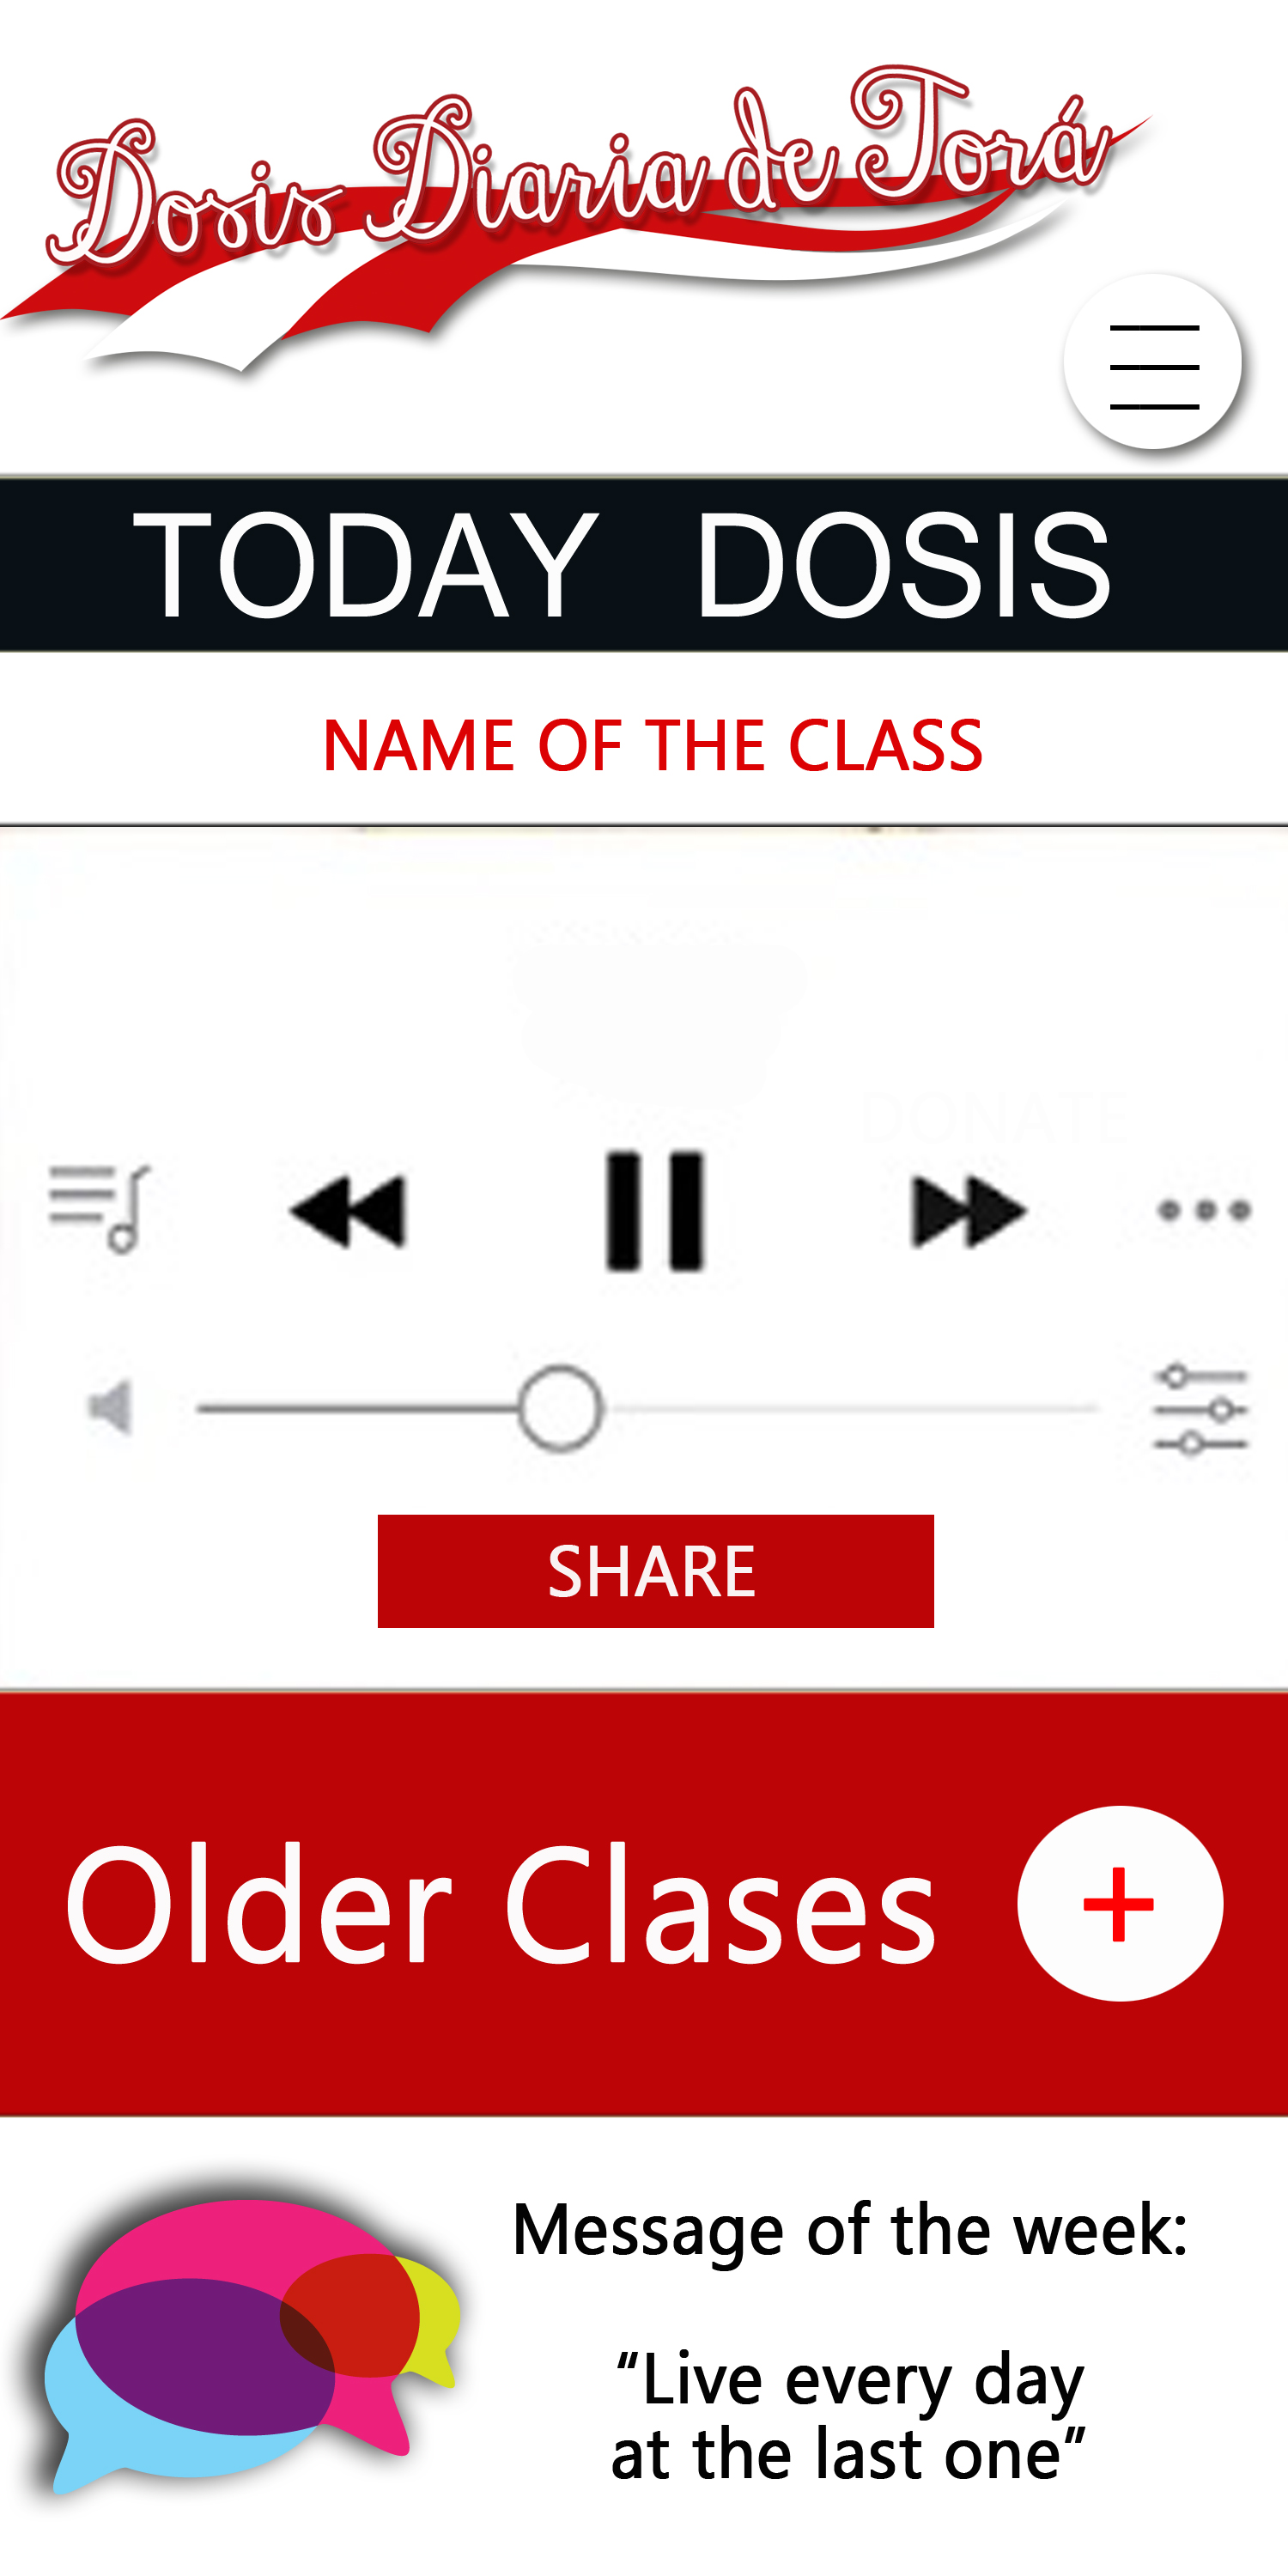 Dosis Diaria de Torá
TODAY DOSIS
NAME OF THE CLASS
DONATE
SHARE
Older Clases
+
Message of the week:
“Live every day
at the last one”